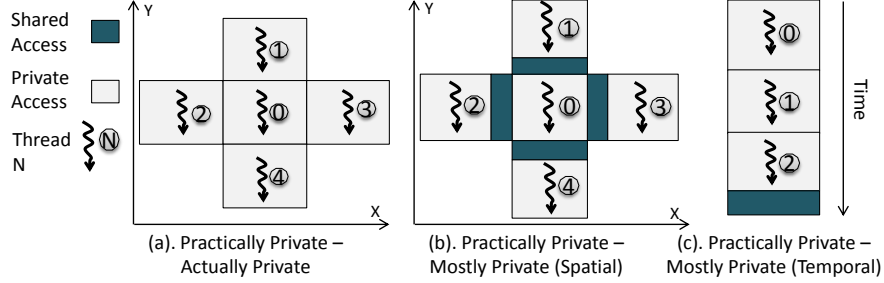 Shared
Access
Private
Access
Thread
N
N
Y
1
2
0
3
4
X
(a). Practically Private –
Actually Private
Y
1
2
0
3
4
X
(b). Practically Private –
Mostly Private (Spatial)
0
1
2
Time
(c). Practically Private –
Mostly Private (Temporal)